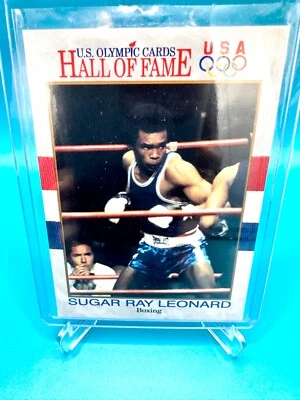 U.S. OLYMPIC CARDS
HALL OF FAME
USA
SUGAR RAY LEONARD
Boxing